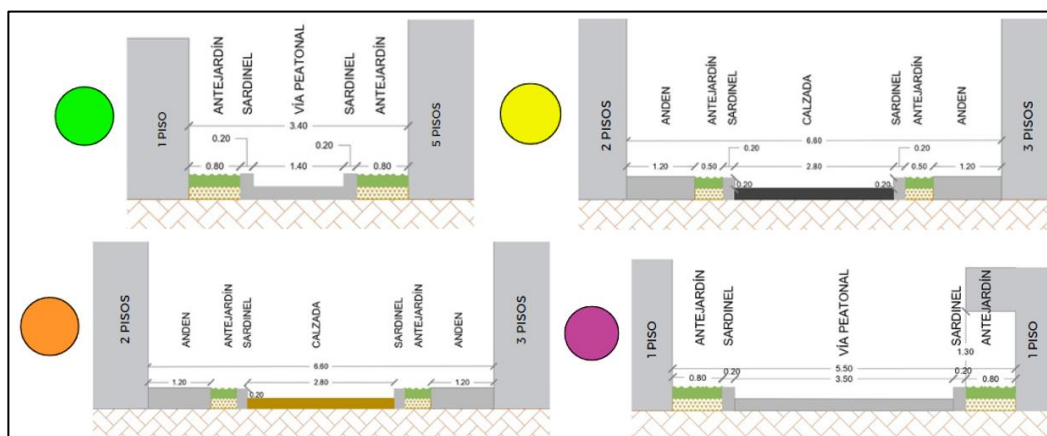 1 PISO
ANTEJARDÍN
SARDINEL
VÍA PEATONAL
SARDINEL
ANTEJARDÍN
5 PISOS
3.40
0.20
0.20
0.80
1.40
0.80
2 PISOS
ANDEN
ANTEJARDÍN
SARDINEL
CALZADA
SARDINEL
ANTEJARDÍN
ANDEN
3 PISOS
6.60
0.20
0.20
1.20
0.50
2.80
0.50
1.20
0.20
0.20
2 PISOS
ANDEN
ANTEJARDÍN
SARDINEL
CALZADA
SARDINEL
ANTEJARDÍN
ANDEN
3 PISOS
6.60
1.20
2.80
1.20
0.20
1 PISO
ANTEJARDÍN
SARDINEL
VÍA PEATONAL
SARDINEL
ANTEJARDÍN
1 PISO
1.30
5.50
0.80
0.20
3.50
0.20
0.80